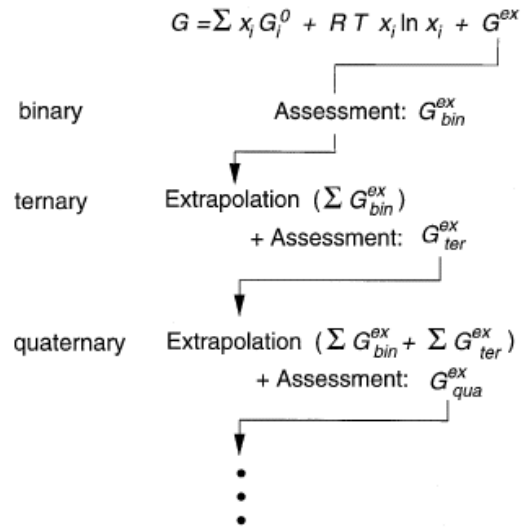 G = Σ x_i G_i^0 + R T x_i ln x_i + G^ex
binary Assessment: G_bin^ex
ternary Extrapolation (Σ G_bin^ex)
+ Assessment: G_ter^ex
quaternary Extrapolation (Σ G_bin^ex + Σ G_ter^ex)
+ Assessment: G_qua^ex